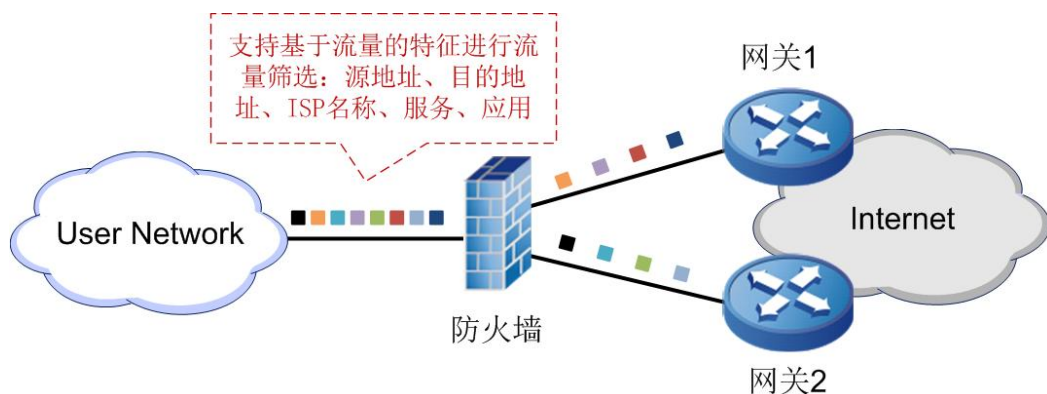 支持基于流量的特征进行流
量筛选：源地址、目的地
址、ISP名称、服务、应用
网关1
User Network
Internet
防火墙
网关2